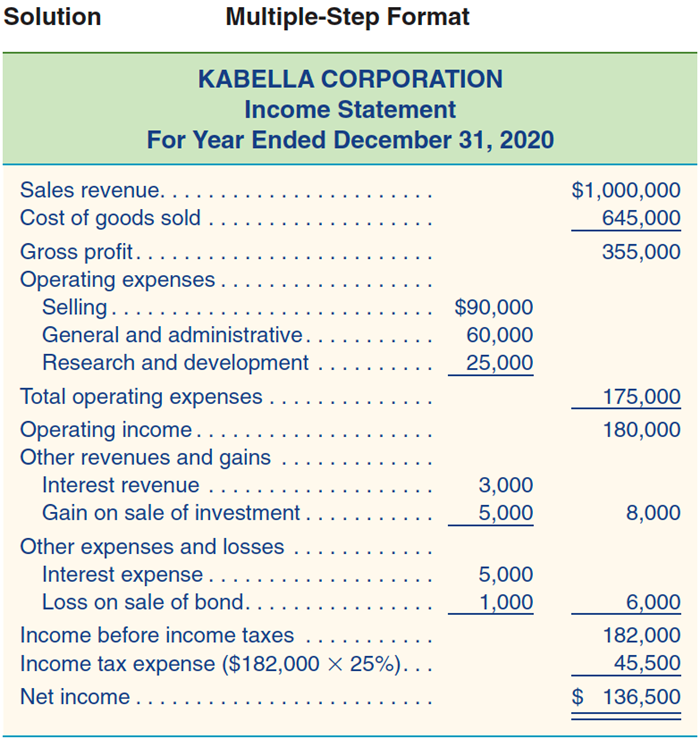 Solution Multiple-Step Format
KABELLA CORPORATION
Income Statement
For Year Ended December 31, 2020
Sales revenue. . . . . . . . . . . . . . . . . . . . . . . $1,000,000
Cost of goods sold . . . . . . . . . . . . . . . . . . . 645,000
Gross profit. . . . . . . . . . . . . . . . . . . . . . . . . 355,000
Operating expenses . . . . . . . . . . . . . . . . . .
Selling. . . . . . . . . . . . . . . . . . . . . . . . . . . $90,000
General and administrative. . . . . . . . . . . 60,000
Research and development . . . . . . . . . . 25,000
Total operating expenses . . . . . . . . . . . . . . 175,000
Operating income. . . . . . . . . . . . . . . . . . . . 180,000
Other revenues and gains . . . . . . . . . . . . .
Interest revenue . . . . . . . . . . . . . . . . . . . 3,000
Gain on sale of investment . . . . . . . . . . . 5,000 8,000
Other expenses and losses . . . . . . . . . . . .
Interest expense . . . . . . . . . . . . . . . . . . . 5,000
Loss on sale of bond. . . . . . . . . . . . . . . . 1,000 6,000
Income before income taxes . . . . . . . . . . . 182,000
Income tax expense ($182,000 × 25%). . . 45,500
Net income . . . . . . . . . . . . . . . . . . . . . . . . . $ 136,500